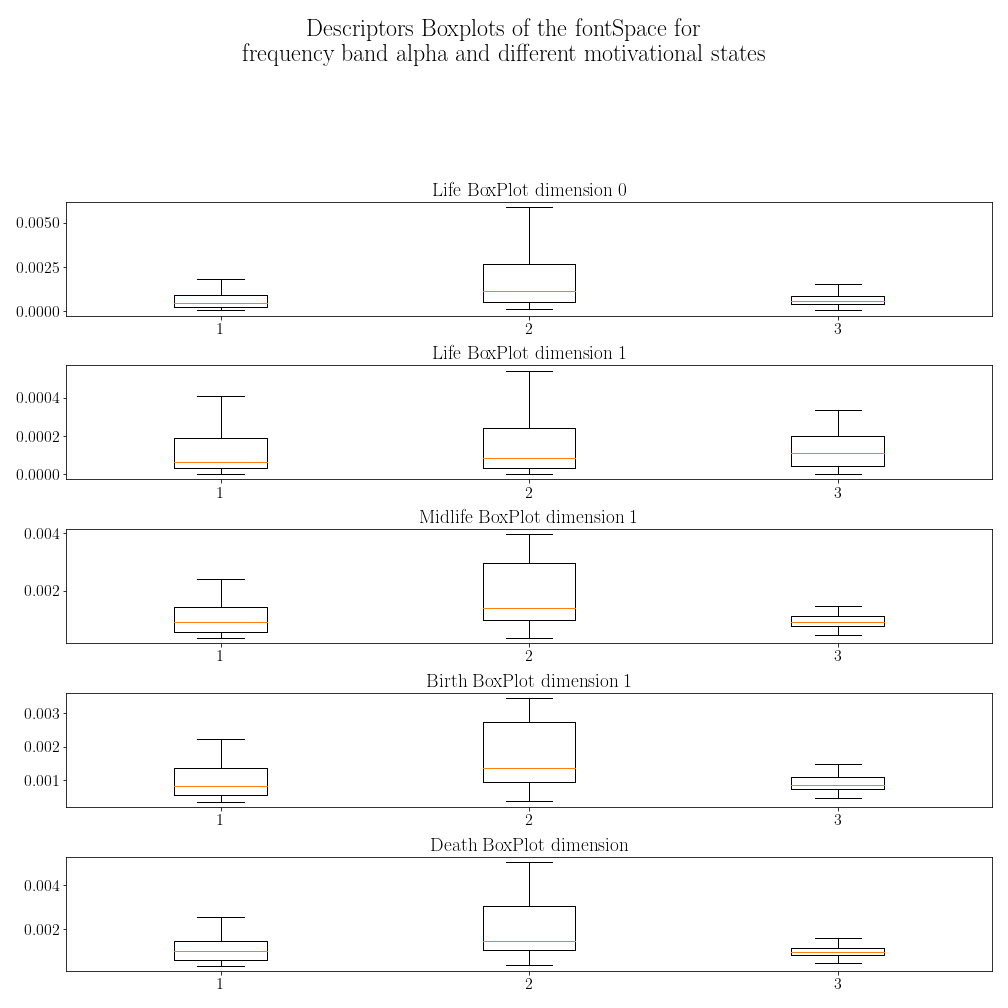 Descriptors Boxplots of the fontSpace for
frequency band alpha and different motivational states
Life BoxPlot dimension 0
0.0050
0.0025
0.0000
1 2 3
Life BoxPlot dimension 1
0.0004
0.0002
0.0000
1 2 3
Midlife BoxPlot dimension 1
0.004
0.002
1 2 3
Birth BoxPlot dimension 1
0.003
0.002
0.001
1 2 3
Death BoxPlot dimension
0.004
0.002
1 2 3